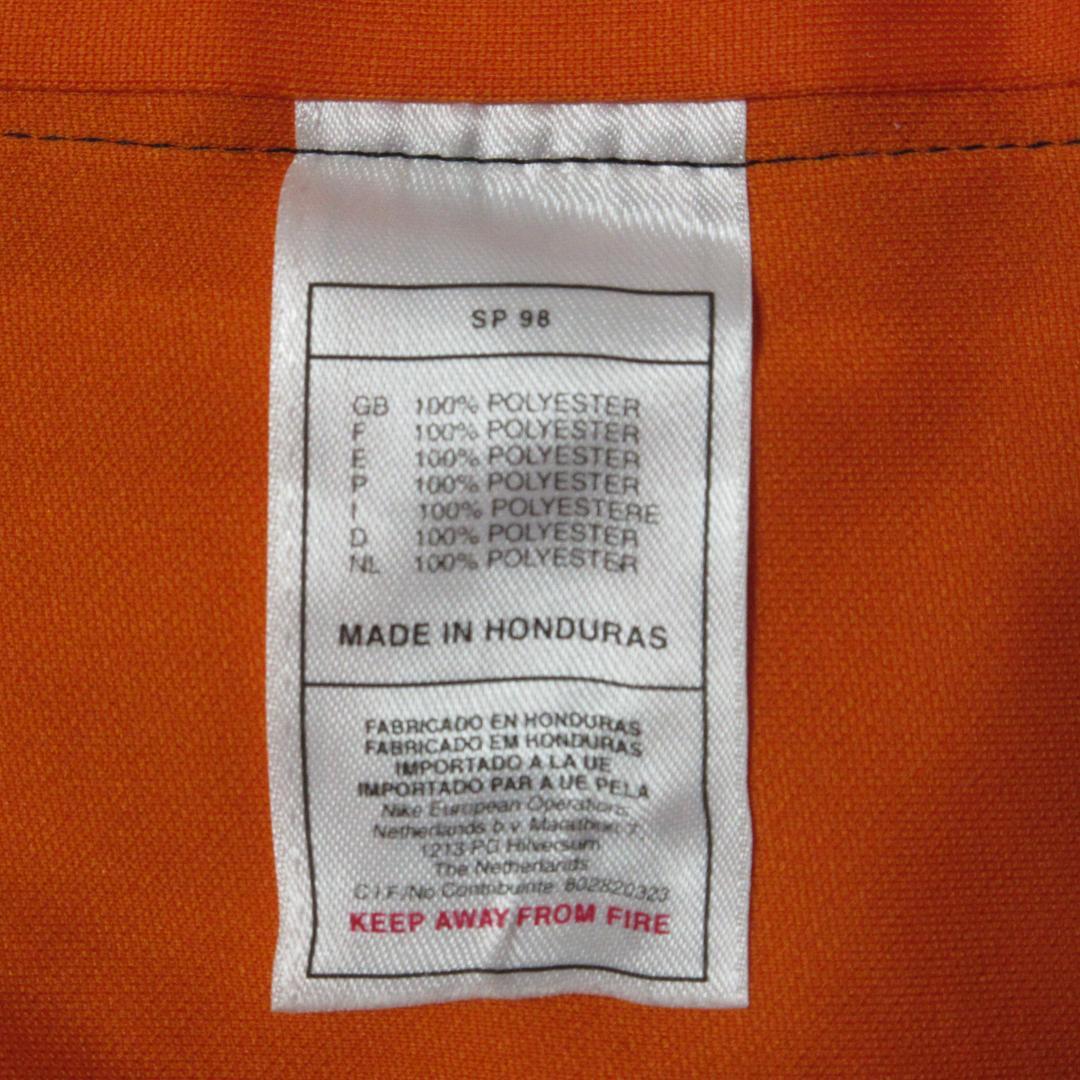 SP 98
GB 100% POLYESTER
F 100% POLYESTER
E 100% POLYESTER
P 100% POLYESTER
I 100% POLYESTERE
D 100% POLYESTER
NL 100% POLYESTER
MADE IN HONDURAS
FABRICADO EN HONDURAS
FABRICADO EM HONDURAS
IMPORTADO A LA UE
IMPORTADO PAR A UE PELA
Nike European Operations
Netherlands b.v. Marathon 7
1213 PG Hilversum
The Netherlands
C.I.F./No Contribuinte: 802820323
KEEP AWAY FROM FIRE